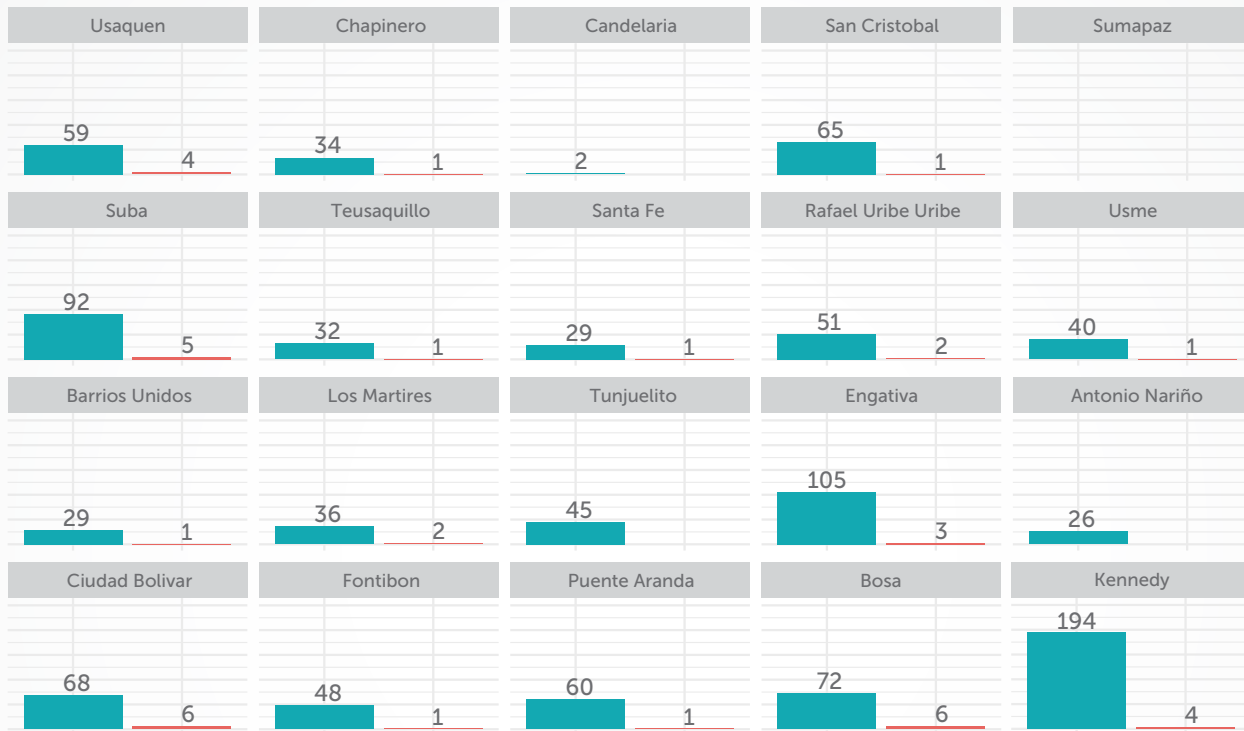 Usaquen
59
4
Chapinero
34
1
Candelaria
2
San Cristobal
65
1
Sumapaz
Suba
92
5
Teusaquillo
32
1
Santa Fe
29
1
Rafael Uribe Uribe
51
2
Usme
40
1
Barrios Unidos
29
1
Los Martires
36
2
Tunjuelito
45
Engativa
105
3
Antonio Nariño
26
Ciudad Bolivar
68
6
Fontibon
48
1
Puente Aranda
60
1
Bosa
72
6
Kennedy
194
4